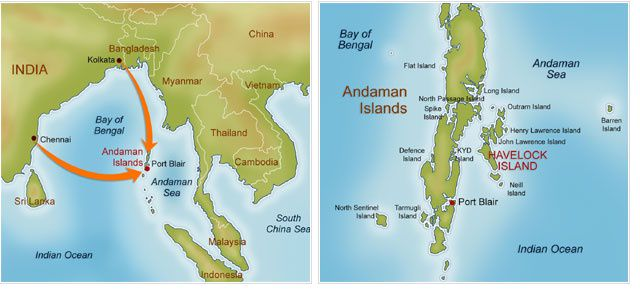 China
Bangladesh
Kolkata
INDIA
Myanmar
Vietnam
Bay of
Bengal
Chennai
Thailand
Andaman
Islands
Port Blair
Cambodia
Andaman
Sea
Sri Lanka
South
China Sea
Malaysia
Indian Ocean
Indonesia
Bay of
Bengal
Flat Island
Andaman
Sea
Andaman
Islands
Long Island
North Passage Island
Spike
Island
Outram Island
Barren
Island
Henry Lawrence Island
John Lawrence Island
Defence
Island
KYD
Island
HAVELOCK
ISLAND
Neill
Island
Port Blair
North Sentinel
Island
Tarmugli
Island
Indian Ocean